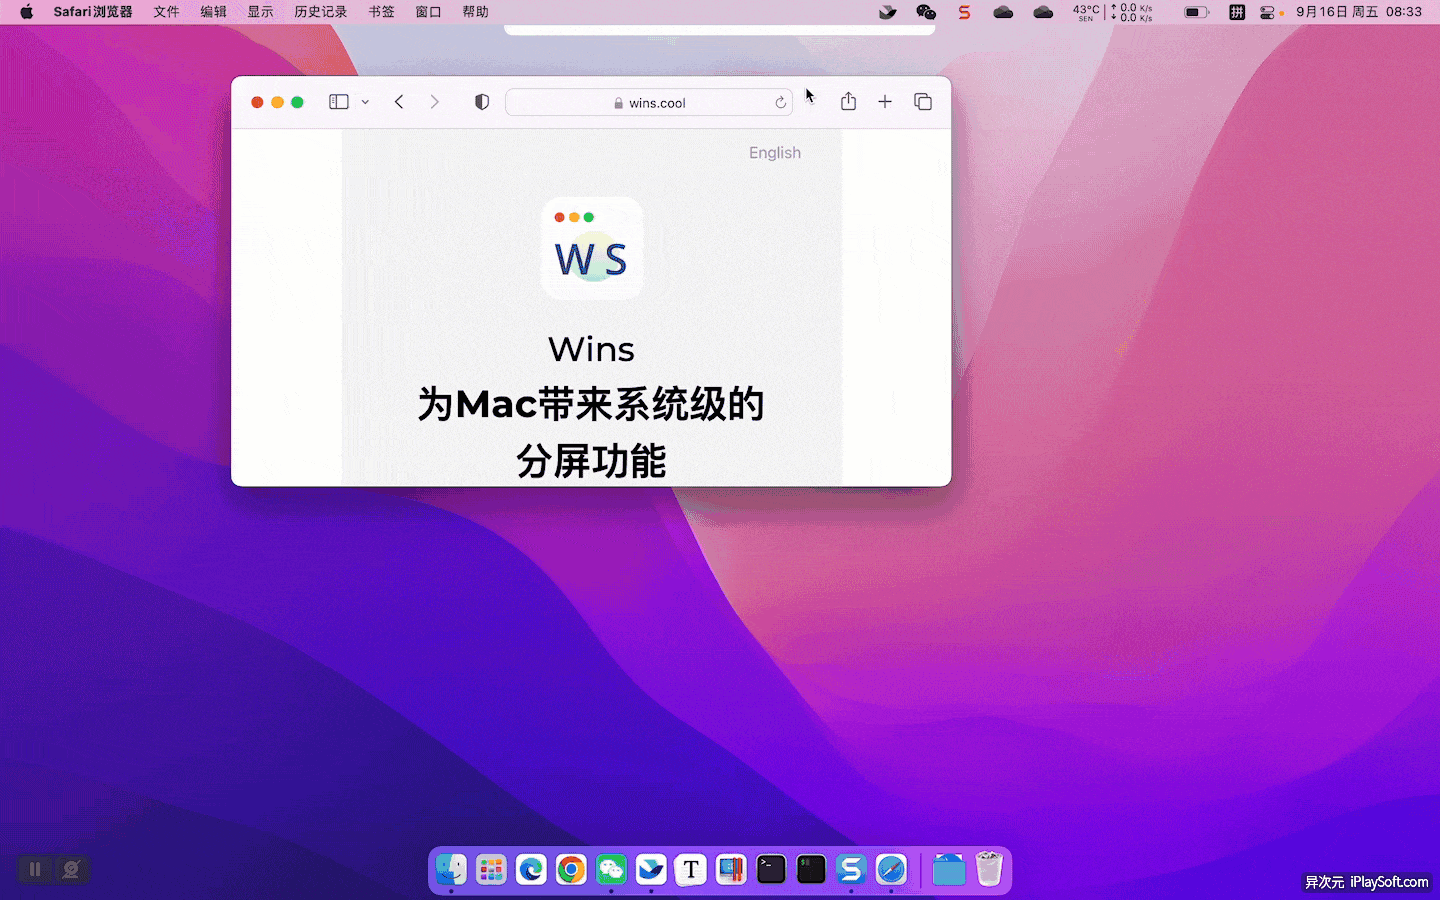 Safari浏览器 文件 编辑 显示 历史记录 书签 窗口 帮助
S 43°C SEN ↑ 0.0 K/s ↓ 0.0 K/s 拼 9月16日 周五 08:33
wins.cool
English
W S
Wins
为Mac带来系统级的
分屏功能
T
S
异次元 iPlaySoft.com